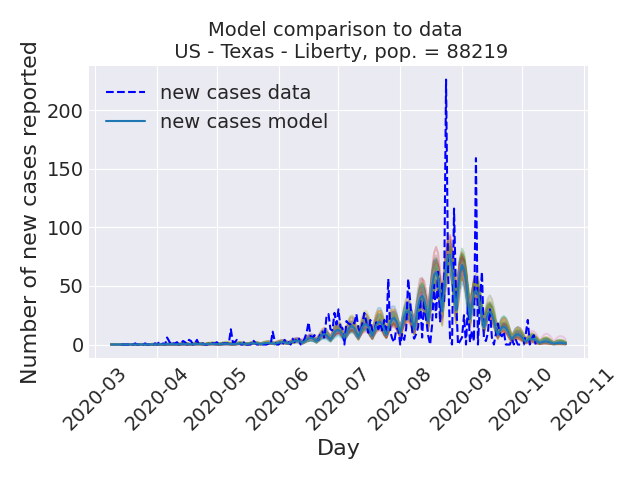 Model comparison to data
US - Texas - Liberty, pop. = 88219
Number of new cases reported
new cases data
new cases model
200
150
100
50
0
2020-03
2020-04
2020-05
2020-06
2020-07
2020-08
2020-09
2020-10
2020-11
Day